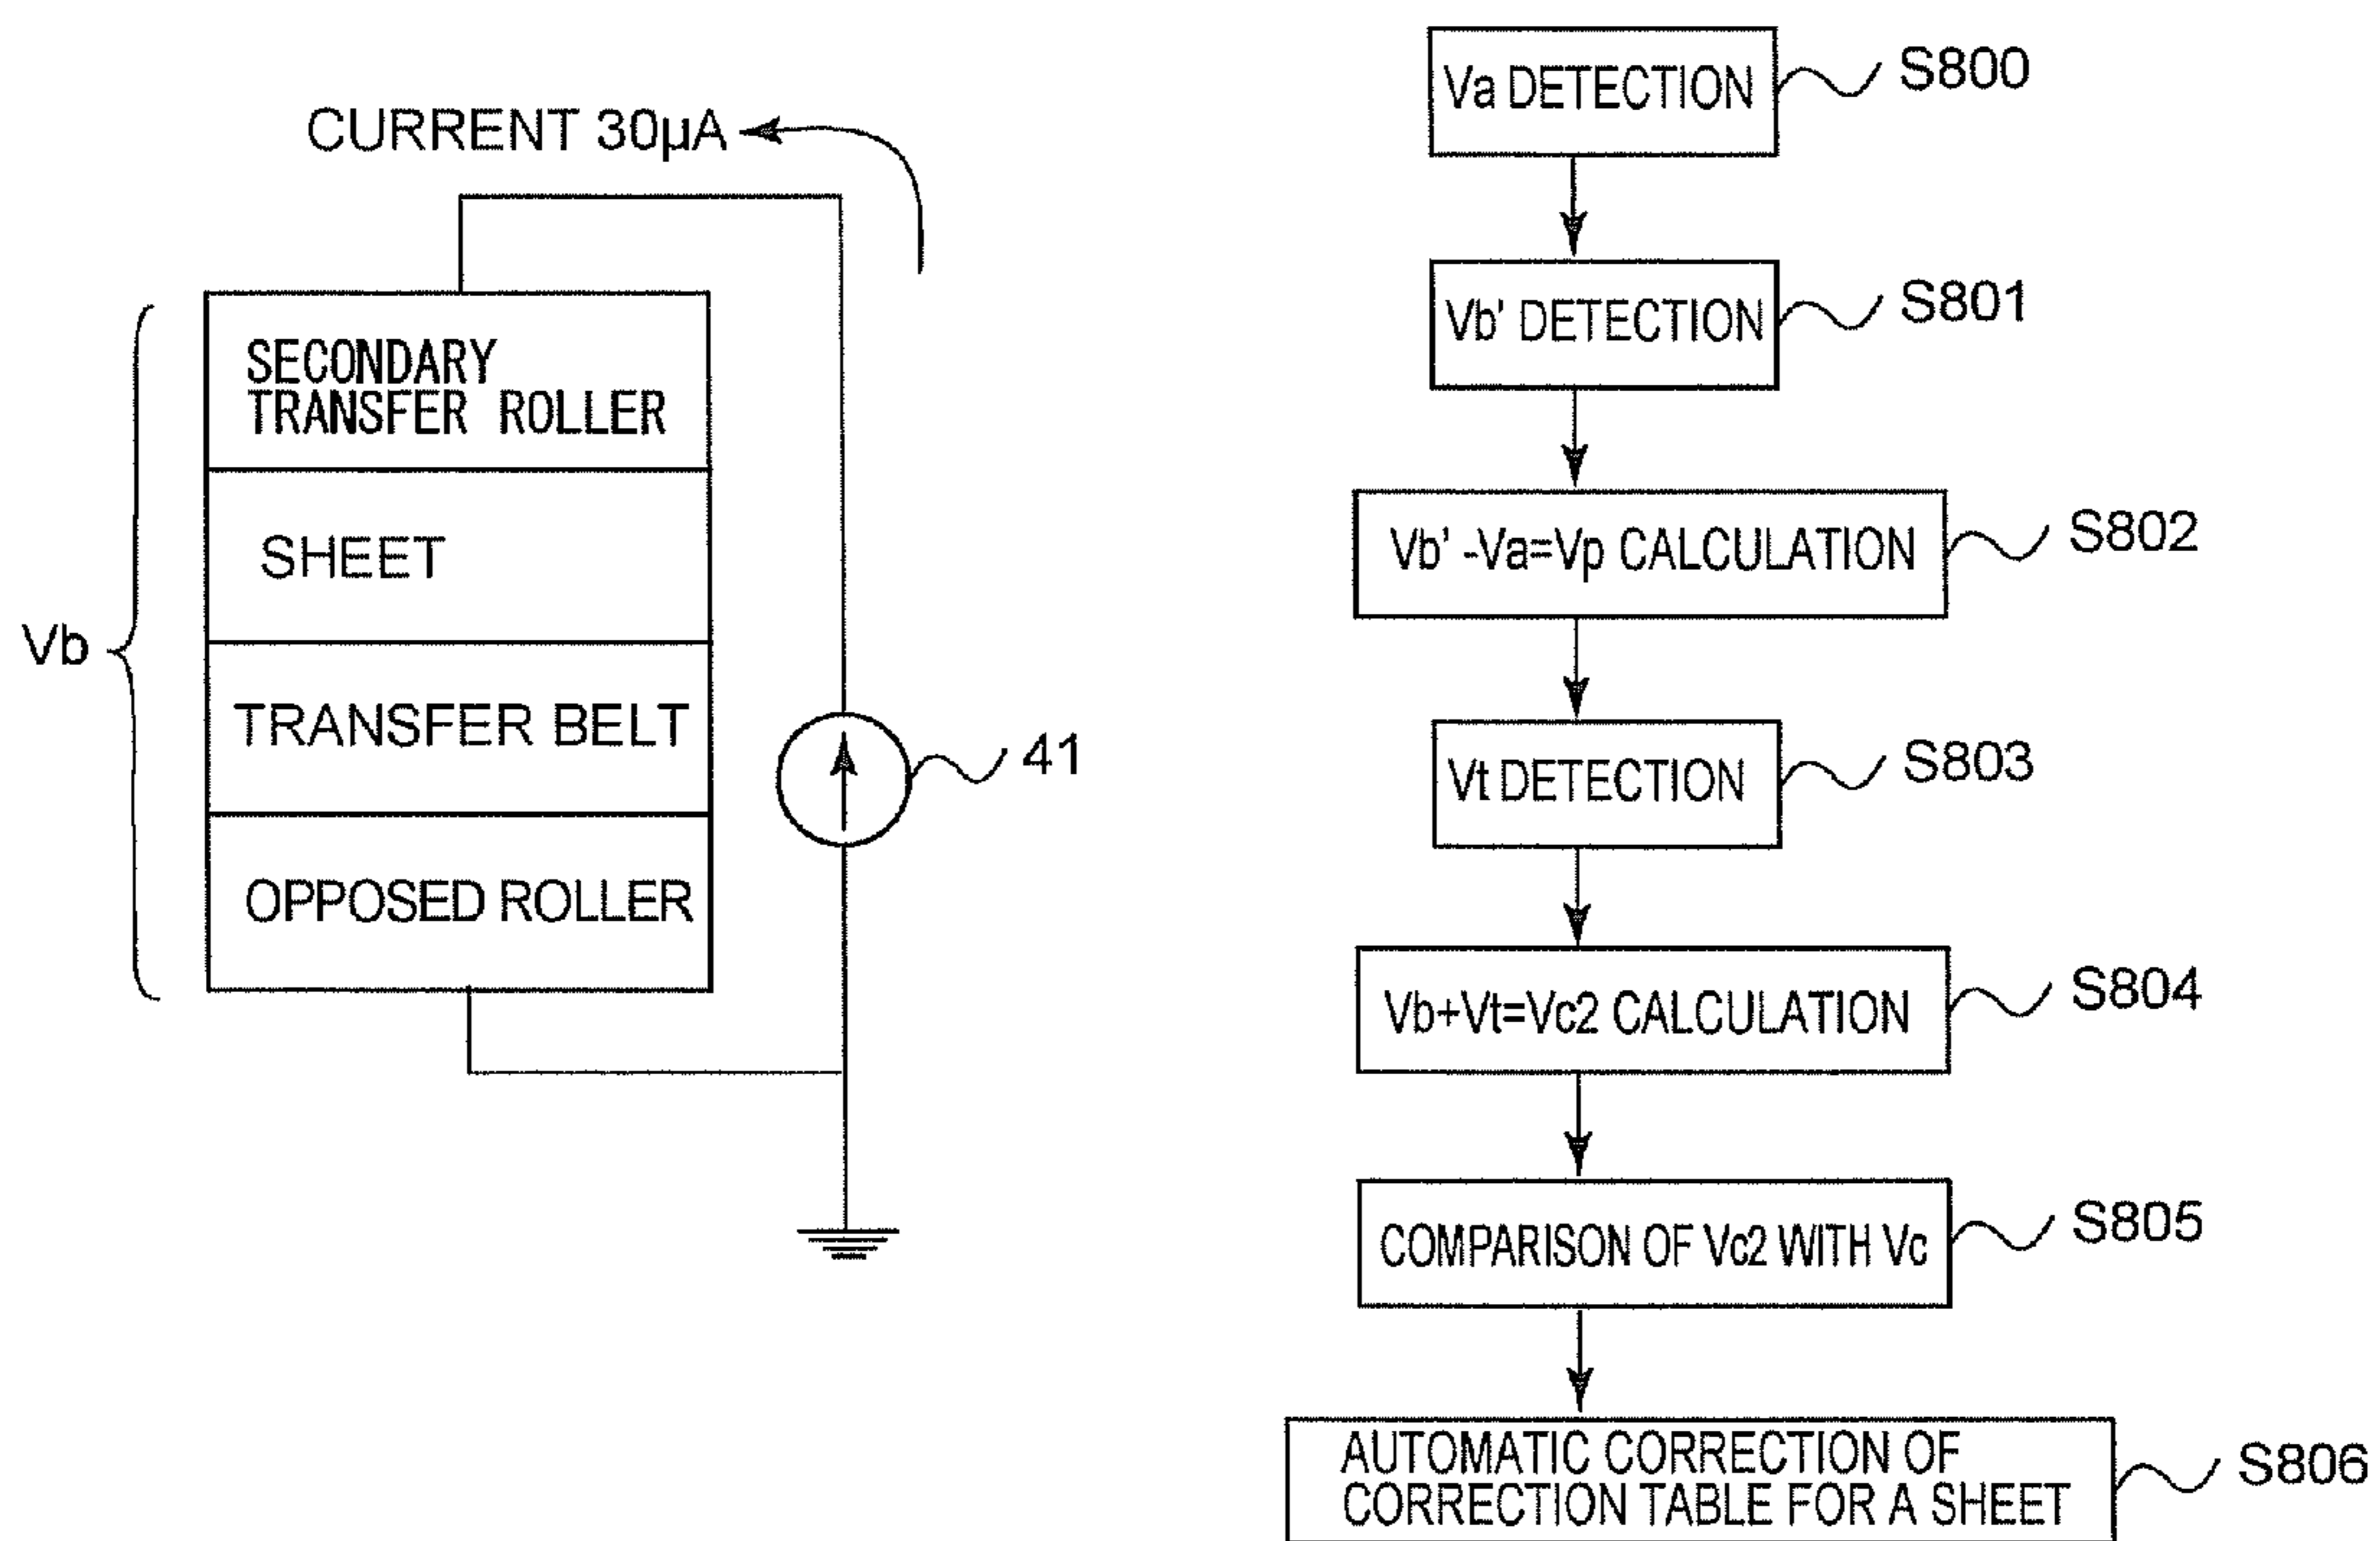 CURRENT 30µA
SECONDARY
TRANSFER ROLLER
SHEET
Vb
TRANSFER BELT
41
OPPOSED ROLLER
Va DETECTION
S800
Vb' DETECTION
S801
Vb' -Va=Vp CALCULATION
S802
Vt DETECTION
S803
Vb+Vt=Vc2 CALCULATION
S804
COMPARISON OF Vc2 WITH Vc
S805
AUTOMATIC CORRECTION OF
CORRECTION TABLE FOR A SHEET
S806